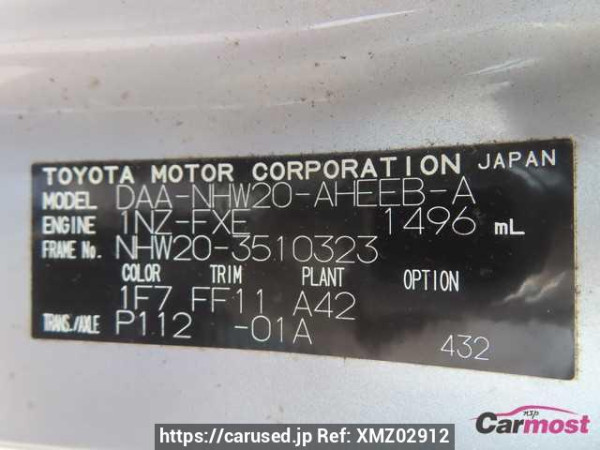 TOYOTA MOTOR CORPORATION JAPAN
MODEL DAA-NHW20-AHEEB-A
ENGINE 1NZ-FXE 1496 mL
FRAME No. NHW20-3510323
COLOR TRIM PLANT OPTION
1F7 FF11 A42
TRANS./AXLE P112 -01A
432
Carmost
https://carused.jp Ref: XMZ02912